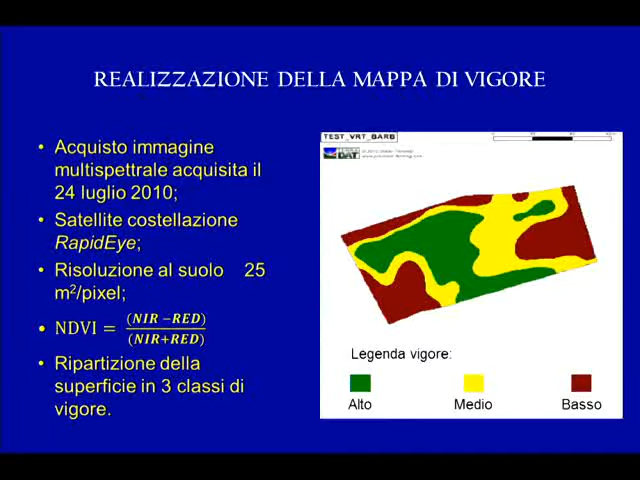 REALIZZAZIONE DELLA MAPPA DI VIGORE
• Acquisto immagine
multispettrale acquisita il
24 luglio 2010;
• Satellite costellazione
RapidEye;
• Risoluzione al suolo 25
m²/pixel;
• NDVI = (NIR −RED)
(NIR+RED)
• Ripartizione della
superficie in 3 classi di
vigore.
TEST_VRT_BARB
DAT
Legenda vigore:
Alto Medio Basso